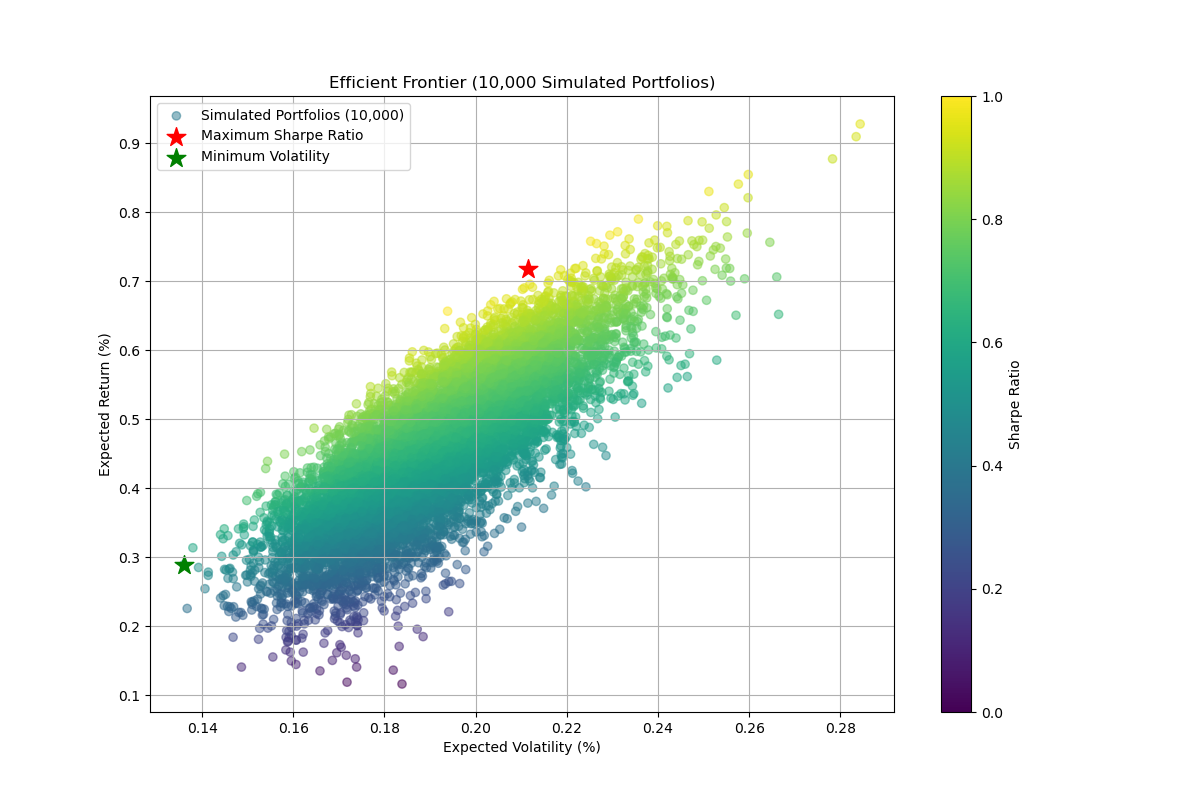 Efficient Frontier (10,000 Simulated Portfolios)
Simulated Portfolios (10,000)
Maximum Sharpe Ratio
Minimum Volatility
Expected Return (%)
0.9
0.8
0.7
0.6
0.5
0.4
0.3
0.2
0.1
0.14 0.16 0.18 0.20 0.22 0.24 0.26 0.28
Expected Volatility (%)
1.0
0.8
0.6
0.4
0.2
0.0
Sharpe Ratio